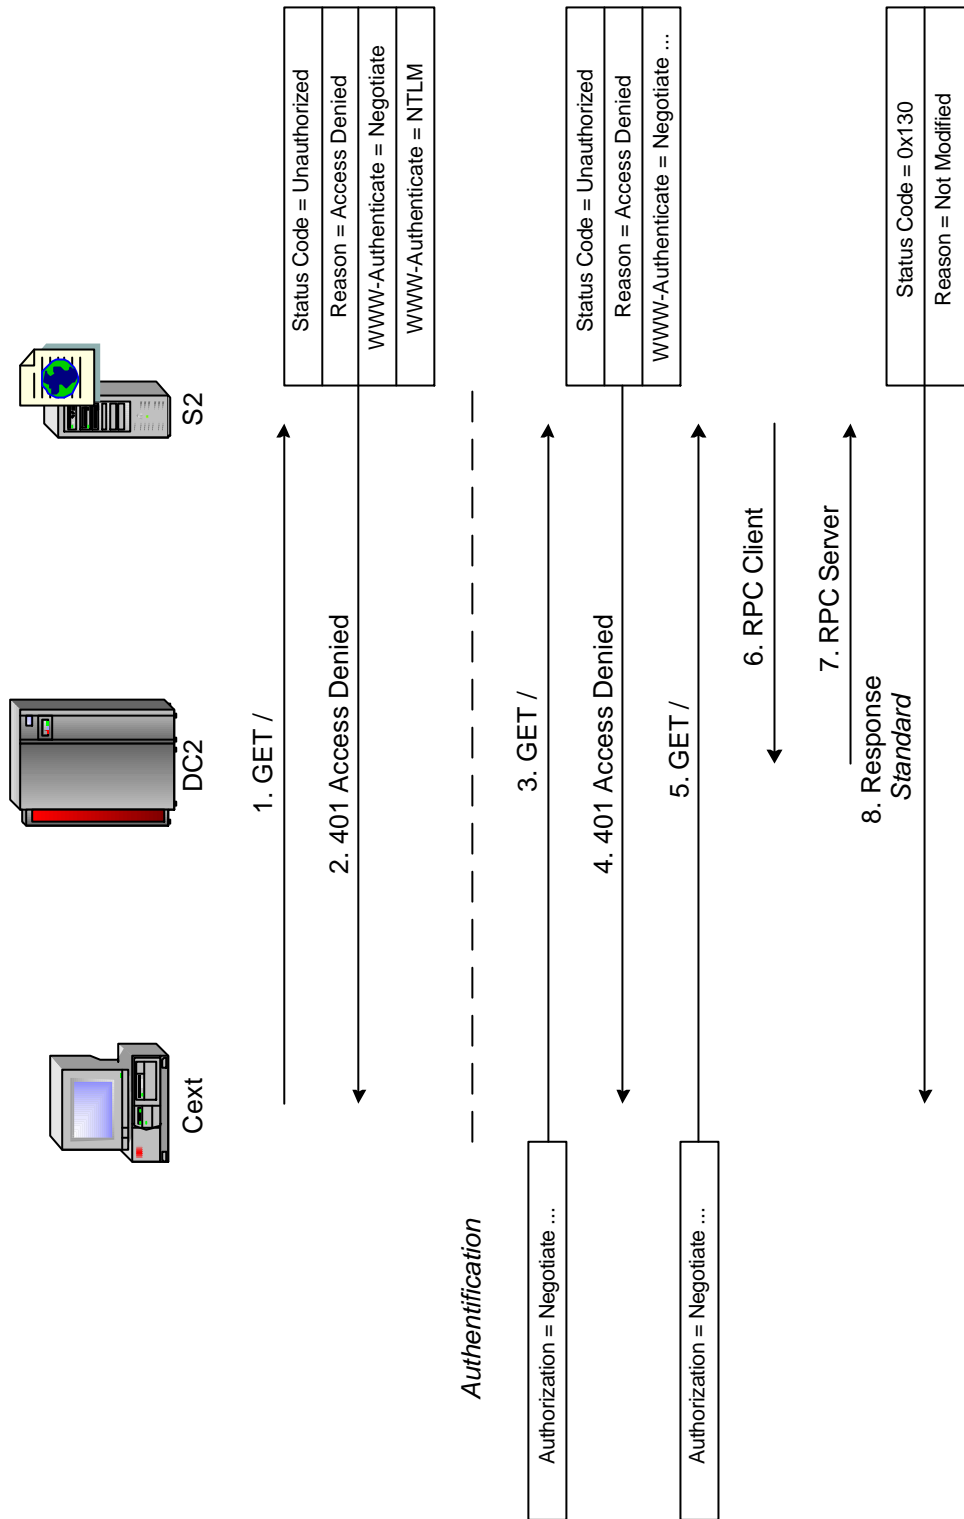 Cext
DC2
S2
1. GET /
2. 401 Access Denied
Status Code = Unauthorized
Reason = Access Denied
WWW-Authenticate = Negotiate
WWW-Authenticate = NTLM
Authentification
Authorization = Negotiate ...
3. GET /
4. 401 Access Denied
Status Code = Unauthorized
Reason = Access Denied
WWW-Authenticate = Negotiate ...
Authorization = Negotiate ...
5. GET /
6. RPC Client
7. RPC Server
8. Response
Standard
Status Code = 0x130
Reason = Not Modified